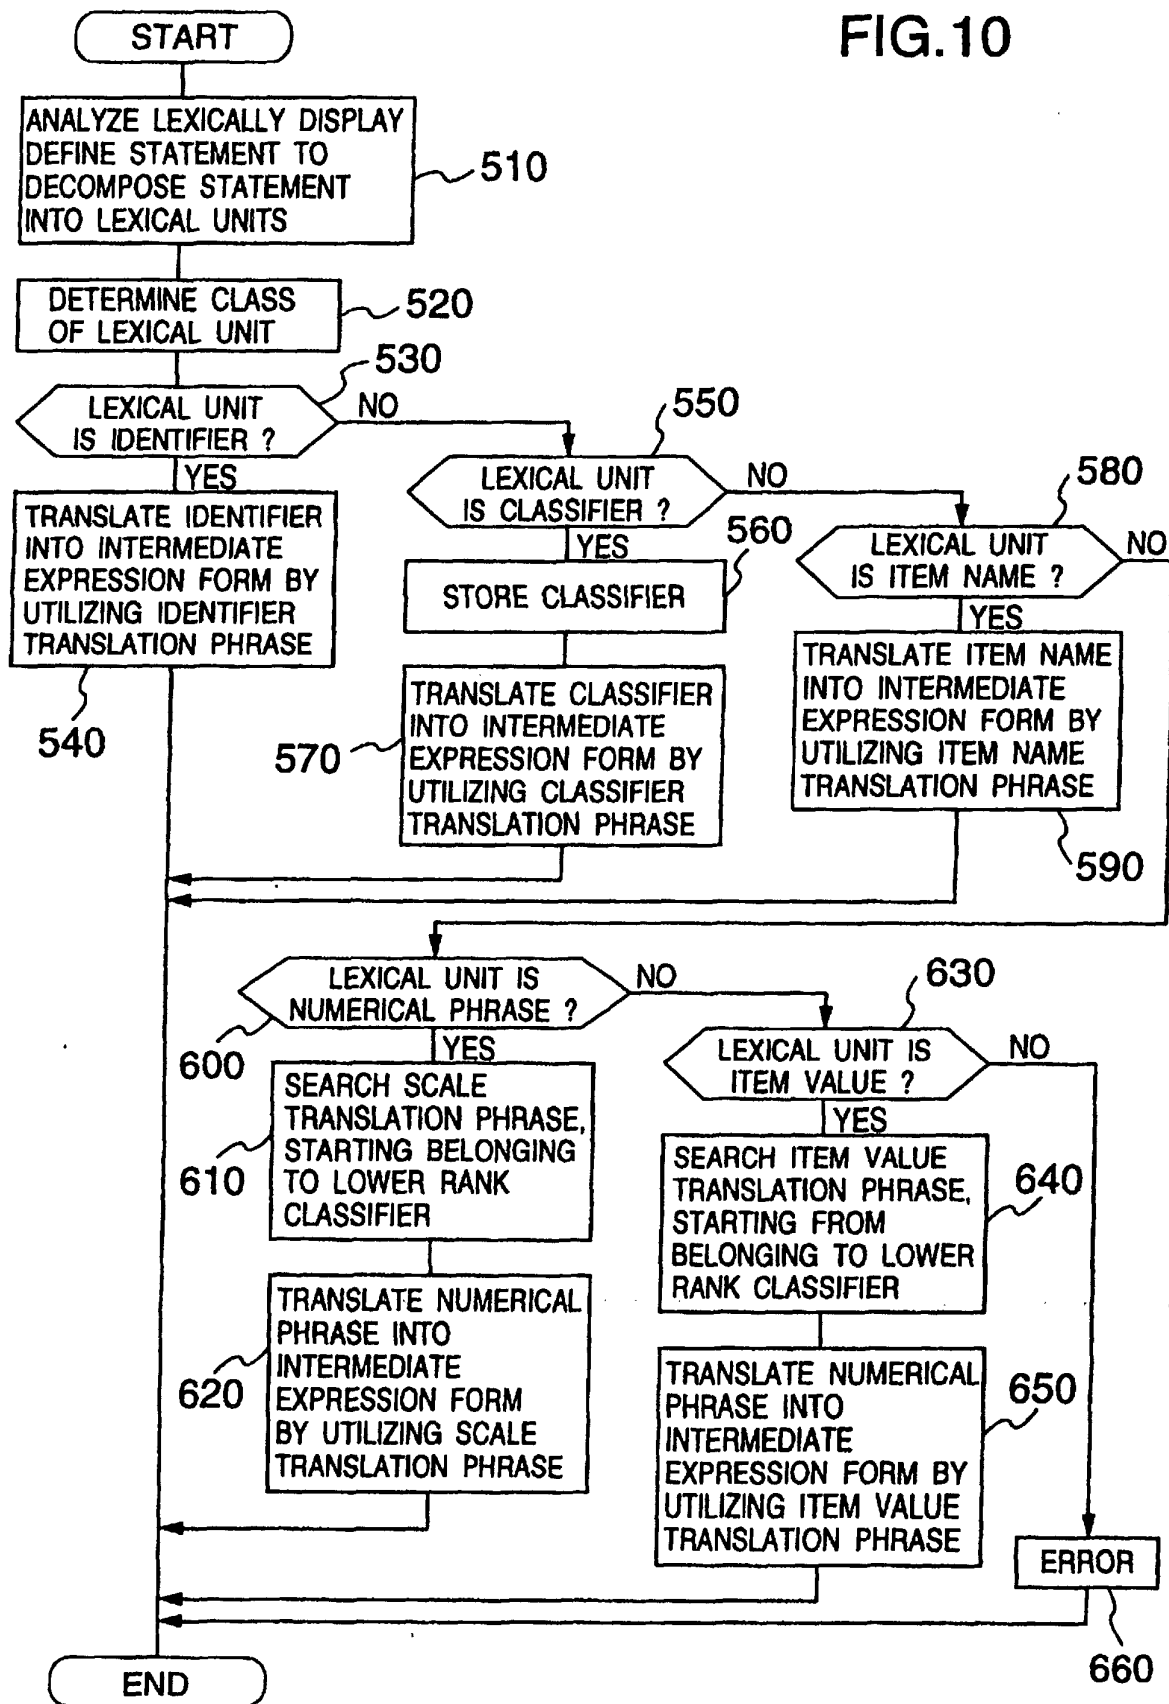 FIG.10
START
ANALYZE LEXICALLY DISPLAY
DEFINE STATEMENT TO
DECOMPOSE STATEMENT
INTO LEXICAL UNITS
510
DETERMINE CLASS
OF LEXICAL UNIT
520
530
LEXICAL UNIT
IS IDENTIFIER ?
NO
YES
TRANSLATE IDENTIFIER
INTO INTERMEDIATE
EXPRESSION FORM BY
UTILIZING IDENTIFIER
TRANSLATION PHRASE
540
550
LEXICAL UNIT
IS CLASSIFIER ?
NO
YES
560
STORE CLASSIFIER
TRANSLATE CLASSIFIER
INTO INTERMEDIATE
EXPRESSION FORM BY
UTILIZING CLASSIFIER
TRANSLATION PHRASE
570
580
LEXICAL UNIT
IS ITEM NAME ?
NO
YES
TRANSLATE ITEM NAME
INTO INTERMEDIATE
EXPRESSION FORM BY
UTILIZING ITEM NAME
TRANSLATION PHRASE
590
LEXICAL UNIT IS
NUMERICAL PHRASE ?
NO
600
YES
SEARCH SCALE
TRANSLATION PHRASE,
STARTING BELONGING
TO LOWER RANK
CLASSIFIER
610
TRANSLATE NUMERICAL
PHRASE INTO
INTERMEDIATE
EXPRESSION FORM
BY UTILIZING SCALE
TRANSLATION PHRASE
620
630
LEXICAL UNIT IS
ITEM VALUE ?
NO
YES
SEARCH ITEM VALUE
TRANSLATION PHRASE,
STARTING FROM
BELONGING TO LOWER
RANK CLASSIFIER
640
TRANSLATE NUMERICAL
PHRASE INTO
INTERMEDIATE
EXPRESSION FORM BY
UTILIZING ITEM VALUE
TRANSLATION PHRASE
650
ERROR
660
END